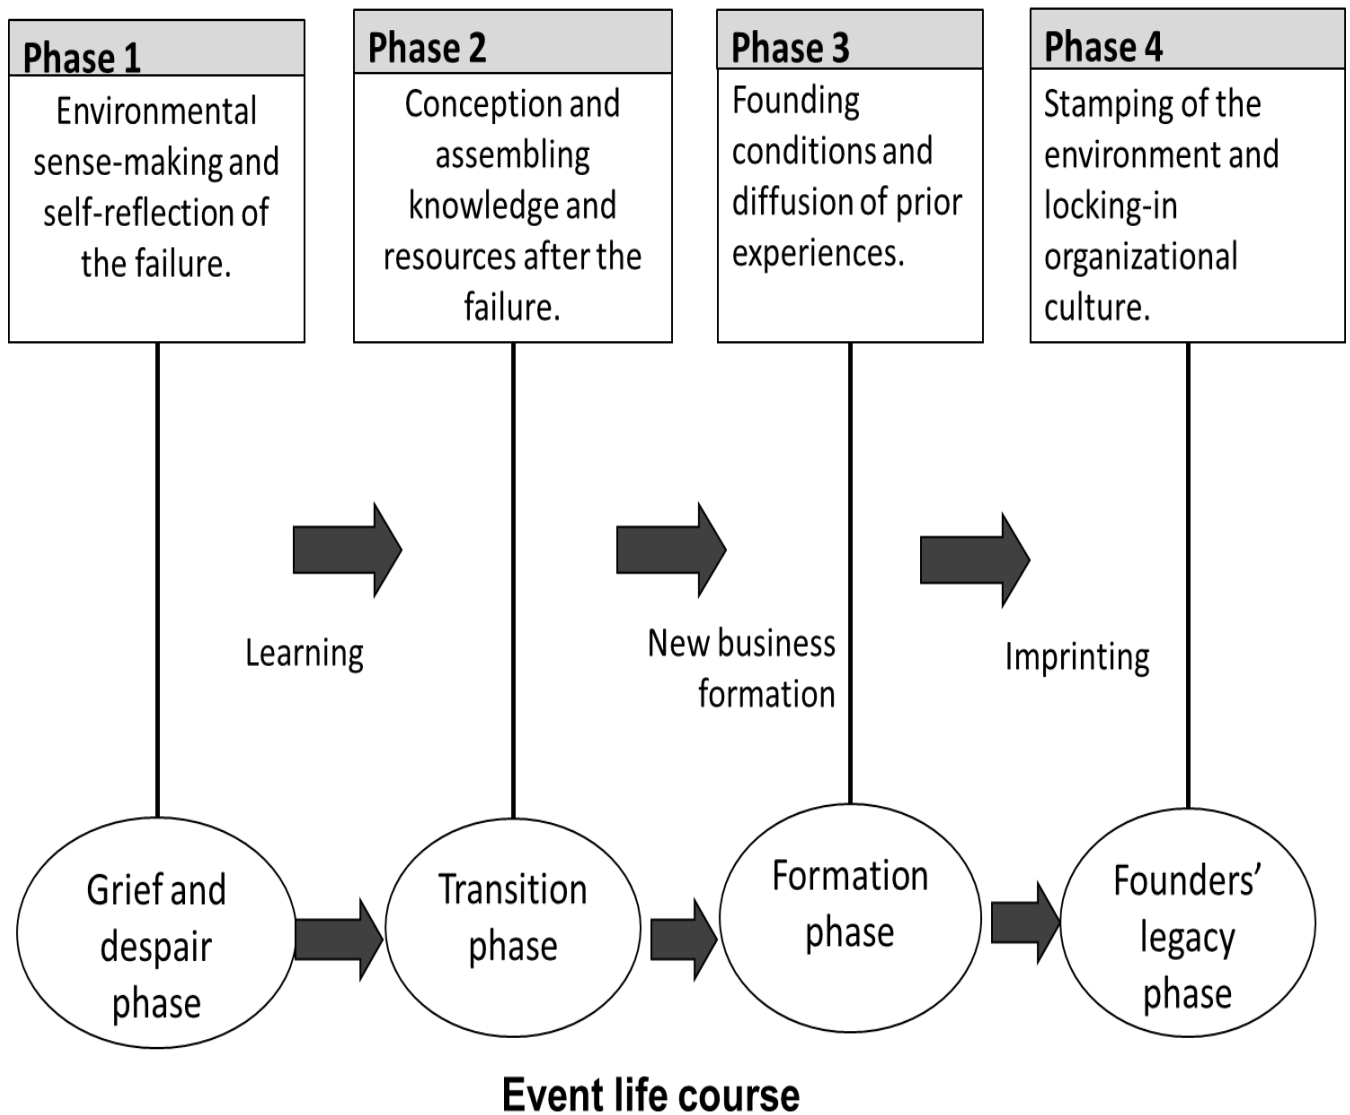 Phase 1
Environmental
sense-making and
self-reflection of
the failure.
Phase 2
Conception and
assembling
knowledge and
resources after the
failure.
Phase 3
Founding
conditions and
diffusion of prior
experiences.
Phase 4
Stamping of the
environment and
locking-in
organizational
culture.
Learning
New business
formation
Imprinting
Grief and
despair
phase
Transition
phase
Formation
phase
Founders’
legacy
phase
Event life course